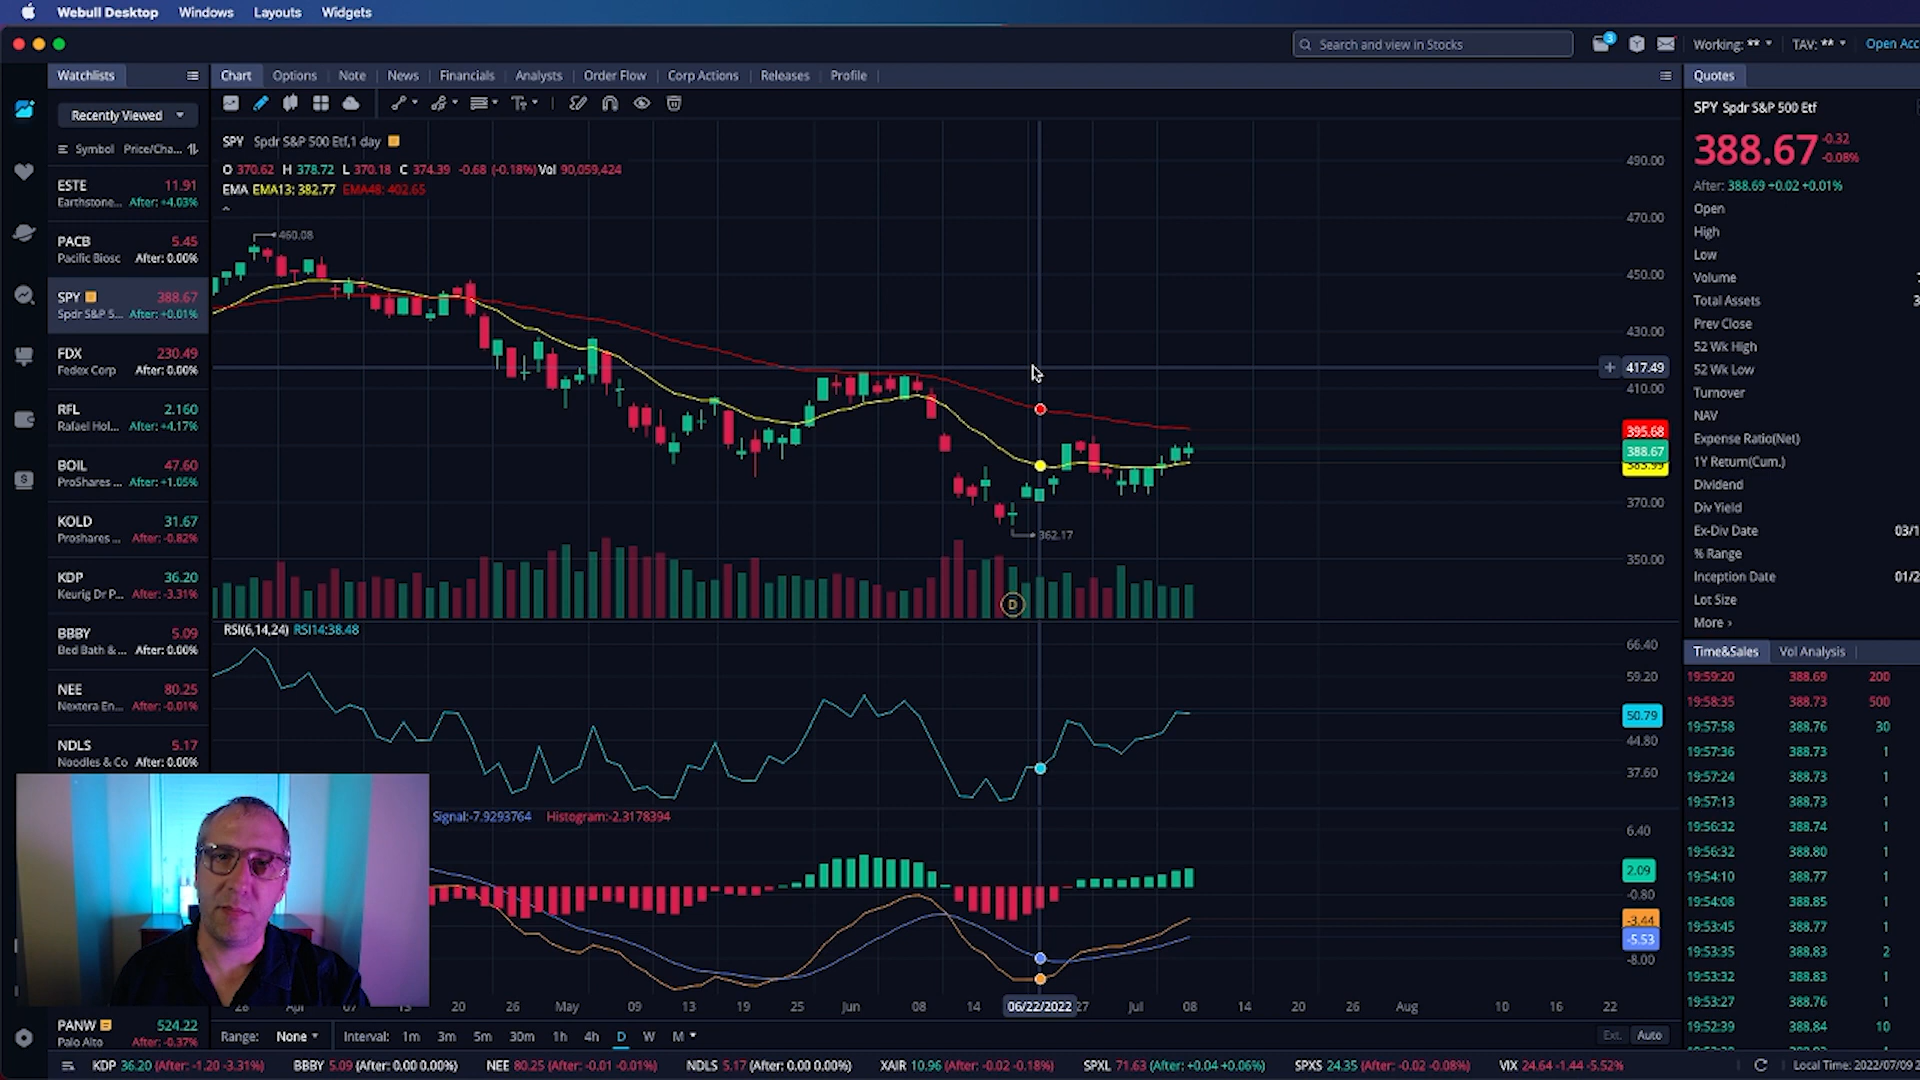 Webull Desktop Windows Layouts Widgets
Search and view in Stocks
3
Working: ** TAV: ** Open Acc
Watchlists
Chart Options Note News Financials Analysts Order Flow Corp Actions Releases Profile
Quotes
Recently Viewed
Symbol Price/Cha...
ESTE 11.91
Earthstone... After: +4.03%
PACB 5.45
Pacific Biosc After: 0.00%
SPY 388.67
Spdr S&P 5... After: +0.01%
FDX 230.49
Fedex Corp After: 0.00%
RFL 2.160
Rafael Hol... After: +4.17%
BOIL 47.60
ProShares ... After: +1.05%
KOLD 31.67
Proshares ... After: -0.82%
KDP 36.20
Keurig Dr P... After: -3.31%
BBBY 5.09
Bed Bath & ... After: 0.00%
NEE 80.25
Nextera En... After: -0.01%
NDLS 5.17
Noodles & Co After: 0.00%
PANW 524.22
Palo Alto After: -0.37%
SPY Spdr S&P 500 Etf,1 day
O 370.62 H 378.72 L 370.18 C 374.39 -0.68 (-0.18%) Vol 90,059,424
EMA EMA13: 382.77 EMA48: 402.65
460.08
362.17
D
490.00
470.00
450.00
430.00
+ 417.49
410.00
395.68
388.67
383.99
370.00
350.00
RSI(6,14,24) RSI14:38.48
66.40
59.20
50.79
44.80
37.60
Signal:-7.9293764 Histogram:-2.3178394
6.40
2.09
-0.80
-3.44
-5.53
-8.00
28 Apr 07 13 20 26 May 09 13 19 25 Jun 08 14 06/22/2022 27 Jul 08 14 20 26 Aug 10 16 22
Range: None Interval: 1m 3m 5m 30m 1h 4h D W M
Ext. Auto
SPY Spdr S&P 500 Etf
388.67 -0.32
-0.08%
After: 388.69 +0.02 +0.01%
Open
High
Low
Volume
Total Assets 3
Prev Close
52 Wk High
52 Wk Low
Turnover
NAV
Expense Ratio(Net)
1Y Return(Cum.)
Dividend
Div Yield
Ex-Div Date 03/1
% Range
Inception Date 01/2
Lot Size
More ›
Time&Sales Vol Analysis
19:59:20 388.69 200
19:58:35 388.73 500
19:57:58 388.76 30
19:57:36 388.73 1
19:57:24 388.73 1
19:57:13 388.73 1
19:56:32 388.74 1
19:56:32 388.80 1
19:54:10 388.77 1
19:54:08 388.85 1
19:53:45 388.77 1
19:53:35 388.83 2
19:53:32 388.83 1
19:53:27 388.76 1
19:52:39 388.84 10
KDP 36.20 (After: -1.20 -3.31%) BBBY 5.09 (After: 0.00 0.00%) NEE 80.25 (After: -0.01 -0.01%) NDLS 5.17 (After: 0.00 0.00%) XAIR 10.96 (After: -0.02 -0.18%) SPXL 71.63 (After: +0.04 +0.06%) SPXS 24.35 (After: -0.02 -0.08%) VIX 24.64 -1.44 -5.52% Local Time: 2022/07/09 2